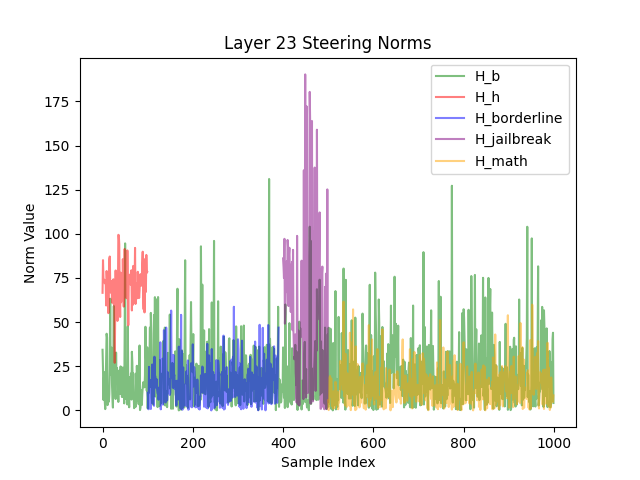 Layer 23 Steering Norms
Norm Value
175
150
125
100
75
50
25
0
H_b
H_h
H_borderline
H_jailbreak
H_math
0
200
400
600
800
1000
Sample Index